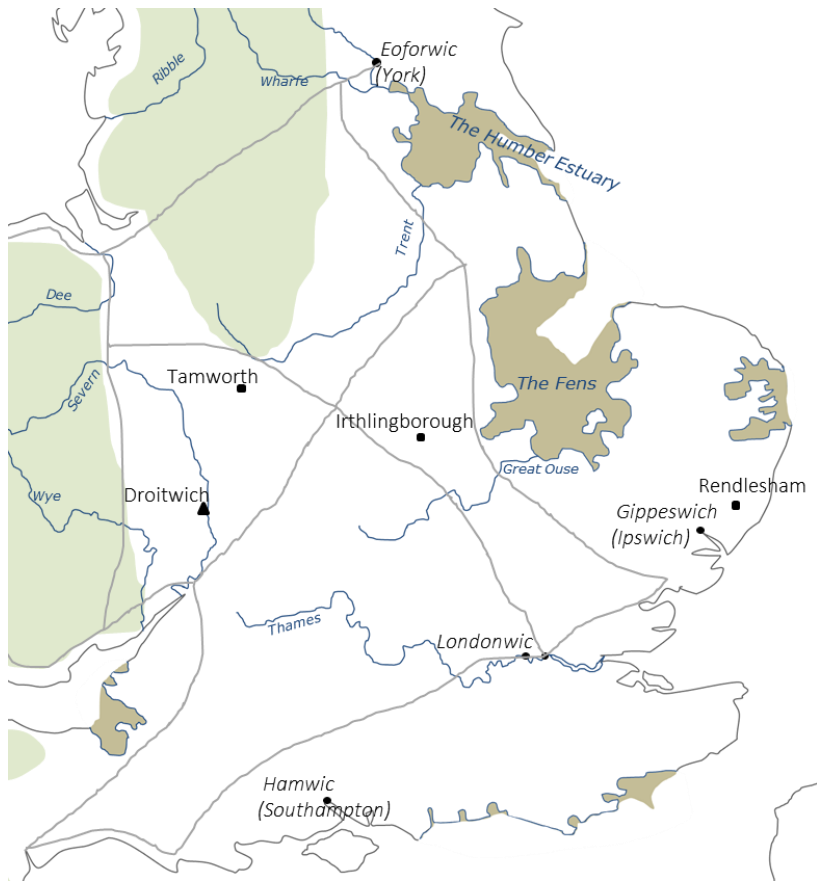 Eoforwic
(York)
Ribble
Wharfe
The Humber Estuary
Trent
Dee
Severn
Tamworth
The Fens
Irthlingborough
Great Ouse
Wye
Droitwich
Rendlesham
Gippeswich
(Ipswich)
Thames
Londonwic
Hamwic
(Southampton)